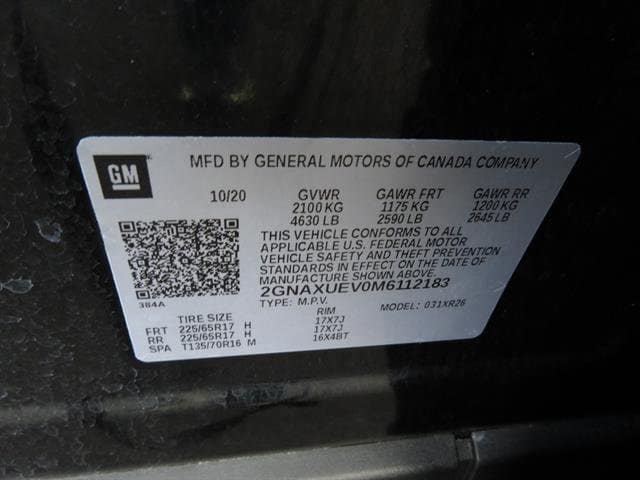 GM
MFD BY GENERAL MOTORS OF CANADA COMPANY
10/20 GVWR GAWR FRT GAWR RR
2100 KG 1175 KG 1200 KG
4630 LB 2590 LB 2645 LB
THIS VEHICLE CONFORMS TO ALL
APPLICABLE U.S. FEDERAL MOTOR
VEHICLE SAFETY AND THEFT PREVENTION
STANDARDS IN EFFECT ON THE DATE OF
MANUFACTURE SHOWN ABOVE.
2GNAXUEV0M6112183
TYPE: M.P.V. MODEL: 031XR26
384A
TIRE SIZE RIM
FRT 225/65R17 H 17X7J
RR 225/65R17 H 17X7J
SPA T135/70R16 M 16X4BT